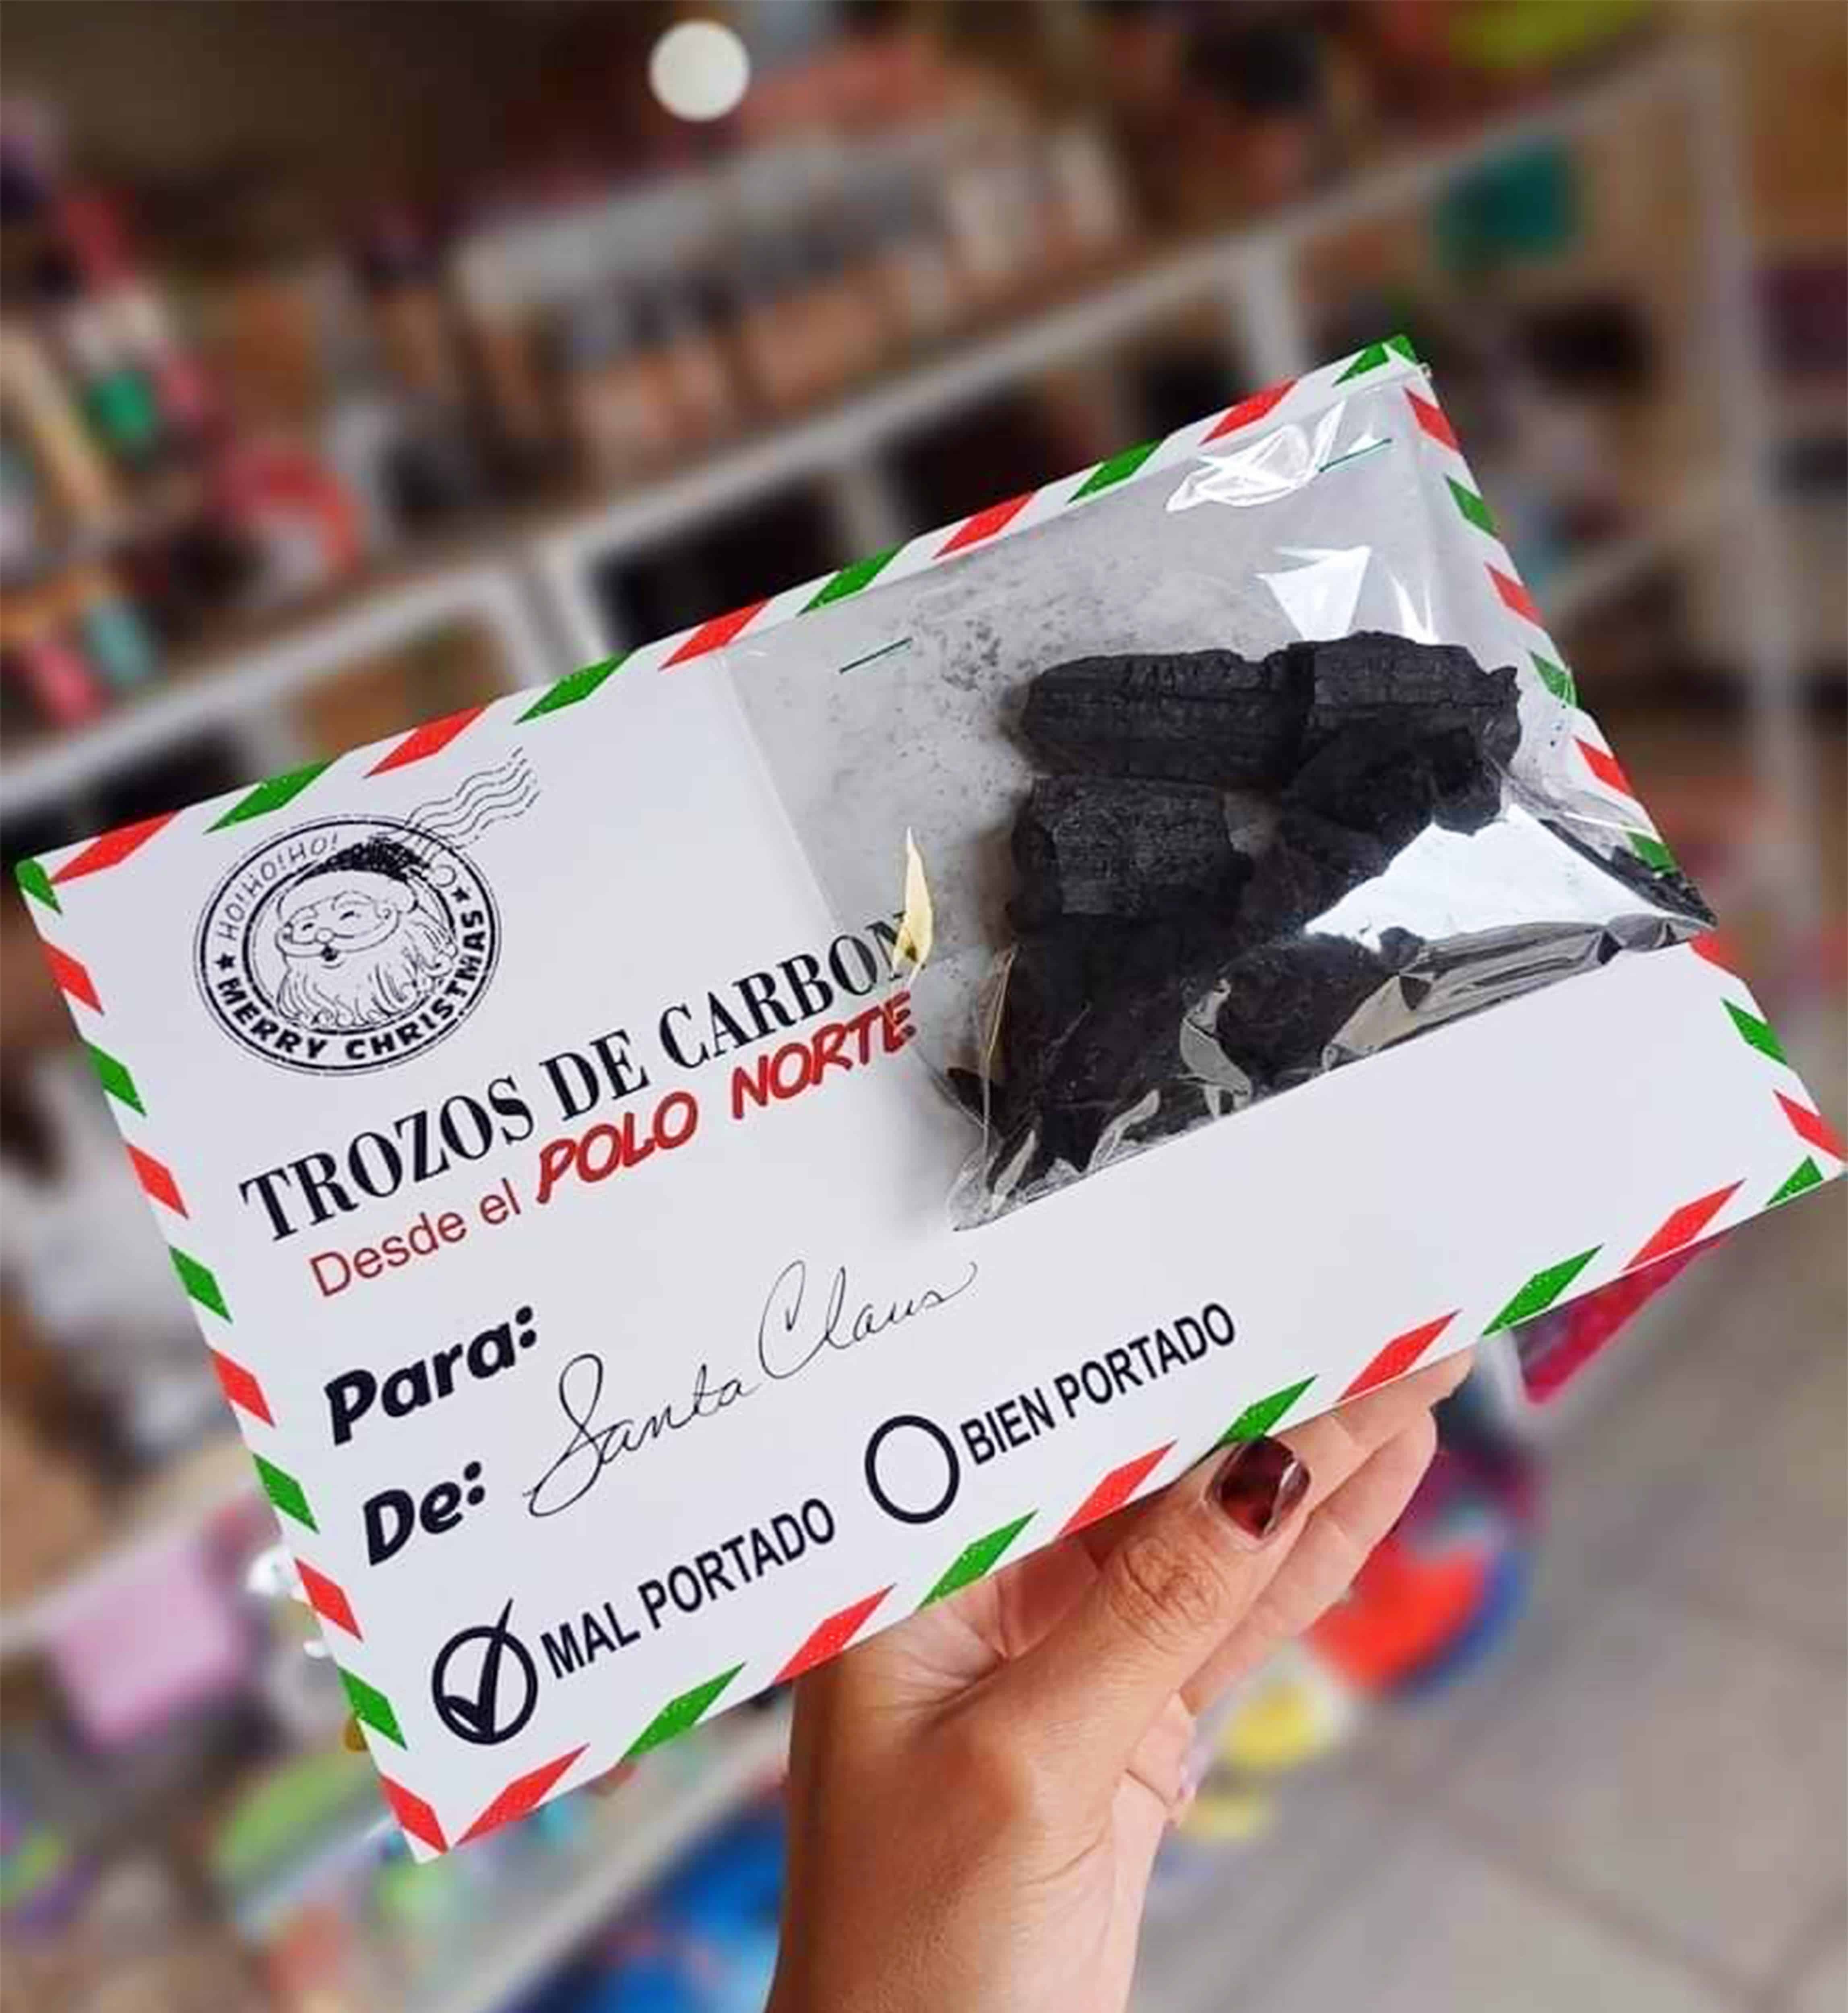 HO!HO!HO!
MERRY CHRISTMAS
TROZOS DE CARBON
Desde el POLO NORTE
Para:
De: Santa Claus
MAL PORTADO BIEN PORTADO